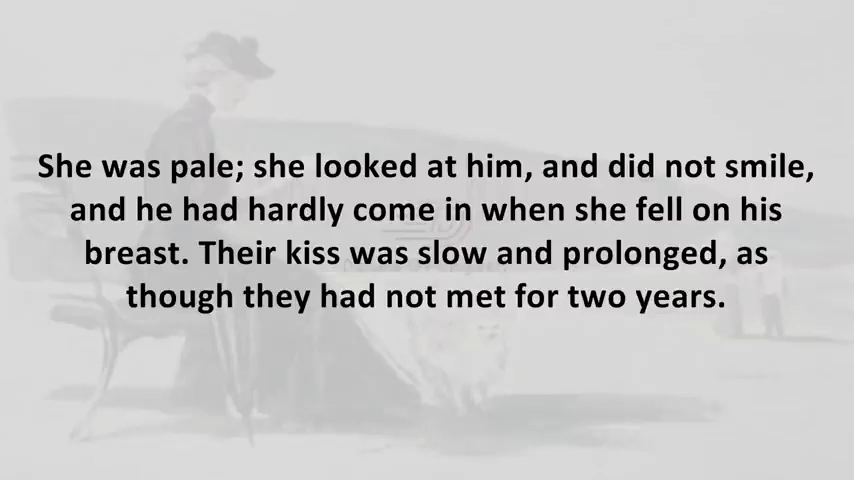 She was pale; she looked at him, and did not smile,
and he had hardly come in when she fell on his
breast. Their kiss was slow and prolonged, as
though they had not met for two years.